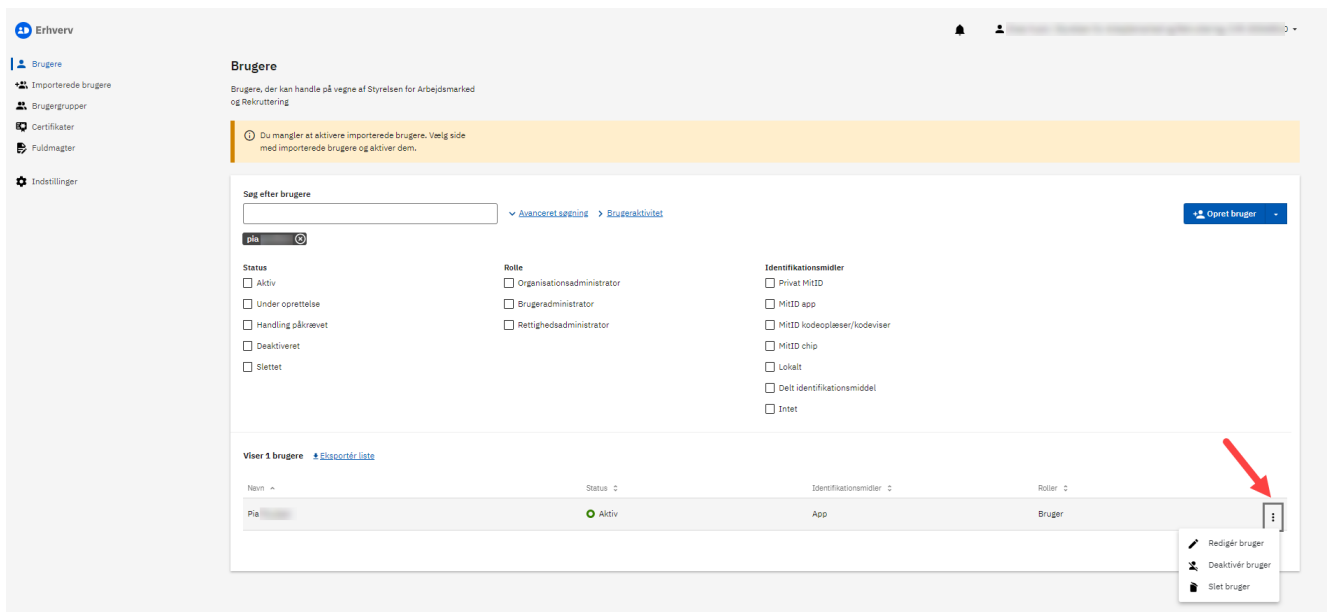 Erhverv
Brugere
Importerede brugere
Brugergrupper
Certifikater
Fuldmagter
Indstillinger
Brugere
Brugere, der kan handle på vegne af Styrelsen for Arbejdsmarked
og Rekruttering
Du mangler at aktivere importerede brugere. Vælg side
med importerede brugere og aktiver dem.
Søg efter brugere
Avanceret søgning Brugeraktivitet
Opret bruger
pia
Status Rolle Identifikationsmidler
Aktiv Organisationsadministrator Privat MitID
Under oprettelse Brugeradministrator MitID app
Handling påkrævet Rettighedsadministrator MitID kodeoplæser/kodeviser
Deaktiveret MitID chip
Slettet Lokalt
Delt identifikationsmiddel
Intet
Viser 1 brugere Eksportér liste
Navn Status Identifikationsmidler Roller
Pia Aktiv App Bruger
Redigér bruger
Deaktivér bruger
Slet bruger